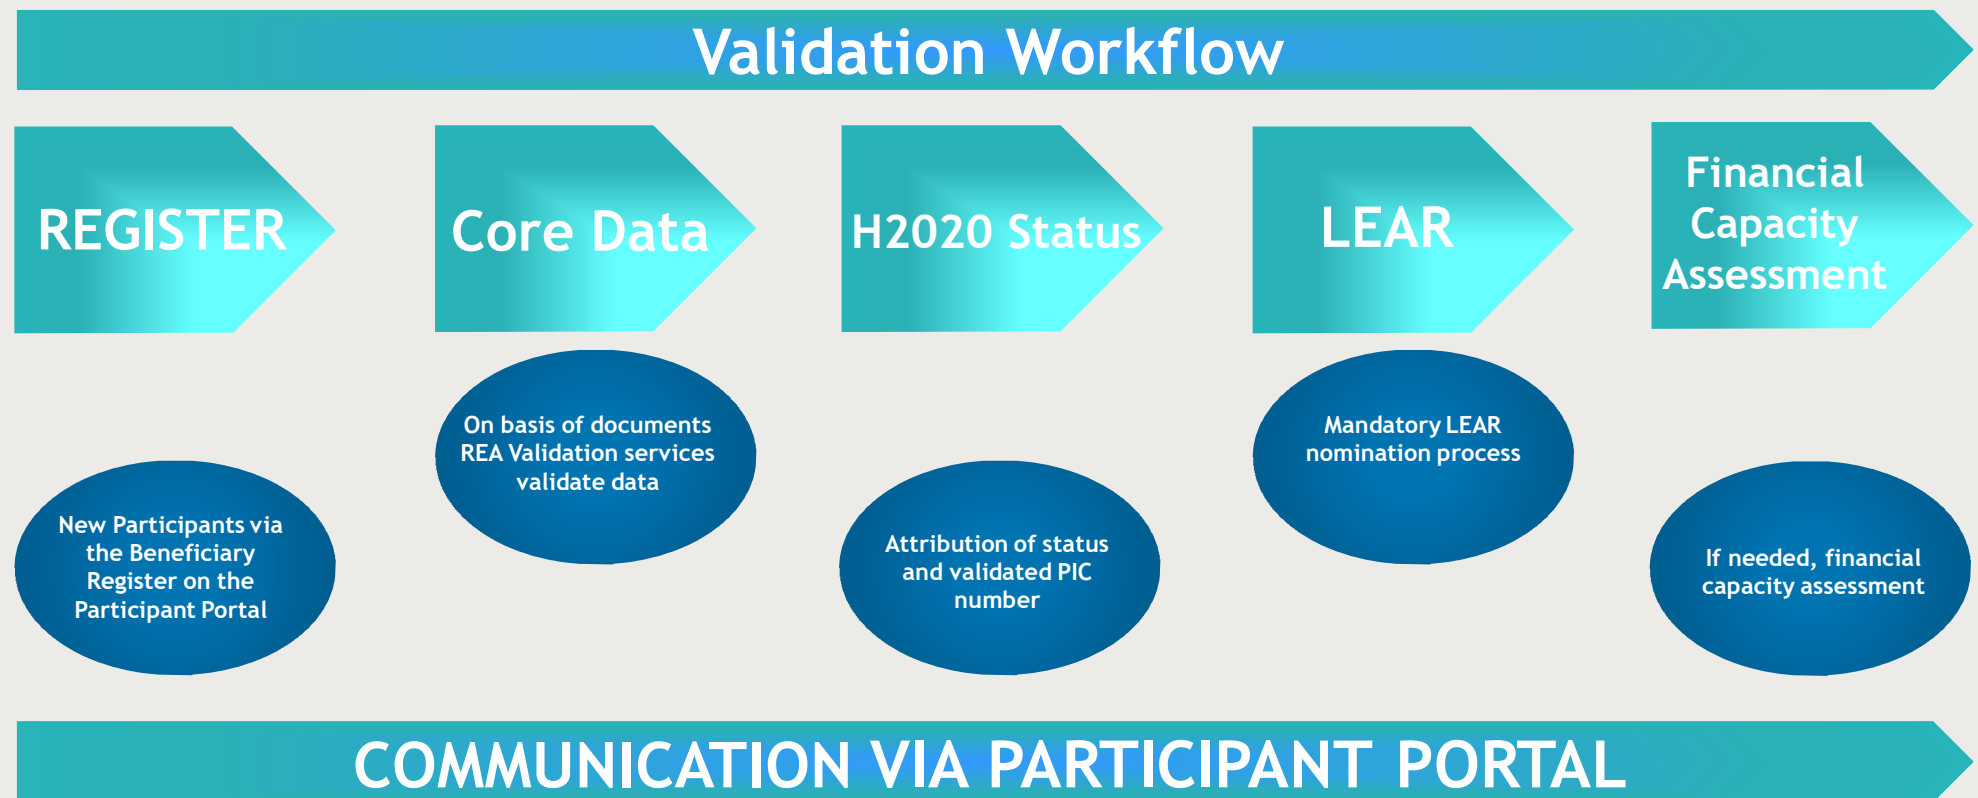 Validation Workflow
REGISTER
Core Data
H2020 Status
LEAR
Financial
Capacity
Assessment
New Participants via
the Beneficiary
Register on the
Participant Portal
On basis of documents
REA Validation services
validate data
Attribution of status
and validated PIC
number
Mandatory LEAR
nomination process
If needed, financial
capacity assessment
COMMUNICATION VIA PARTICIPANT PORTAL